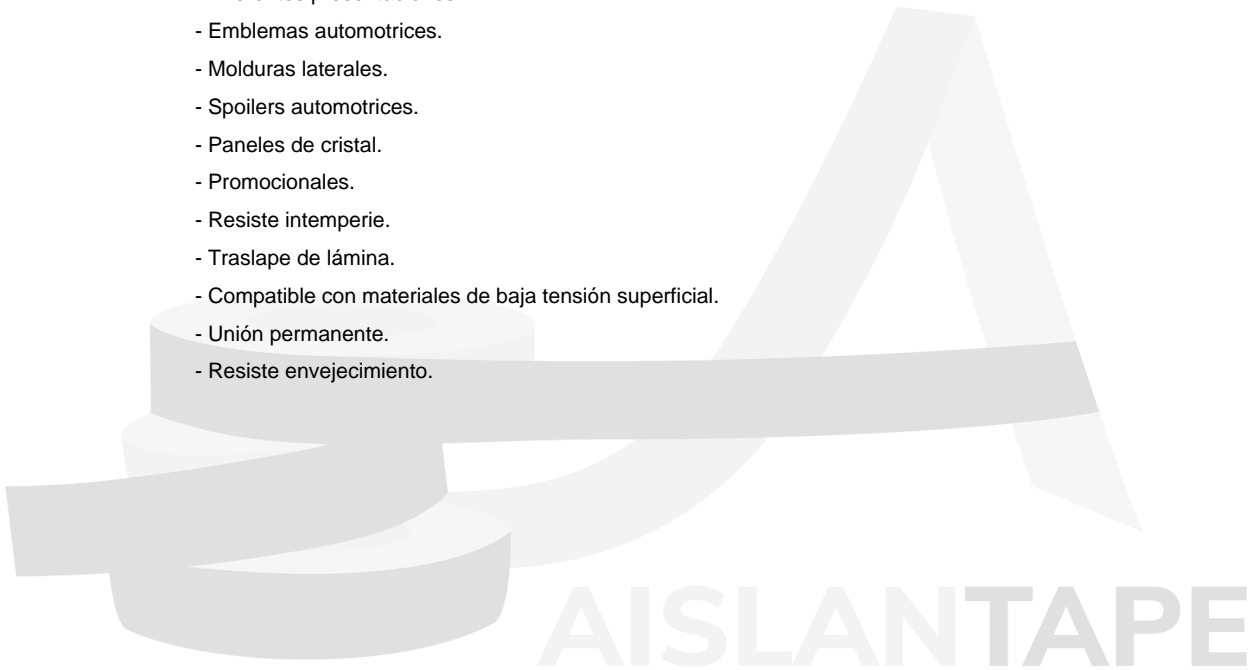 - Emblemas automotrices.
- Molduras laterales.
- Spoilers automotrices.
- Paneles de cristal.
- Promocionales.
- Resiste intemperie.
- Traslape de lámina.
- Compatible con materiales de baja tensión superficial.
- Unión permanente.
- Resiste envejecimiento.
AISLANTAPE